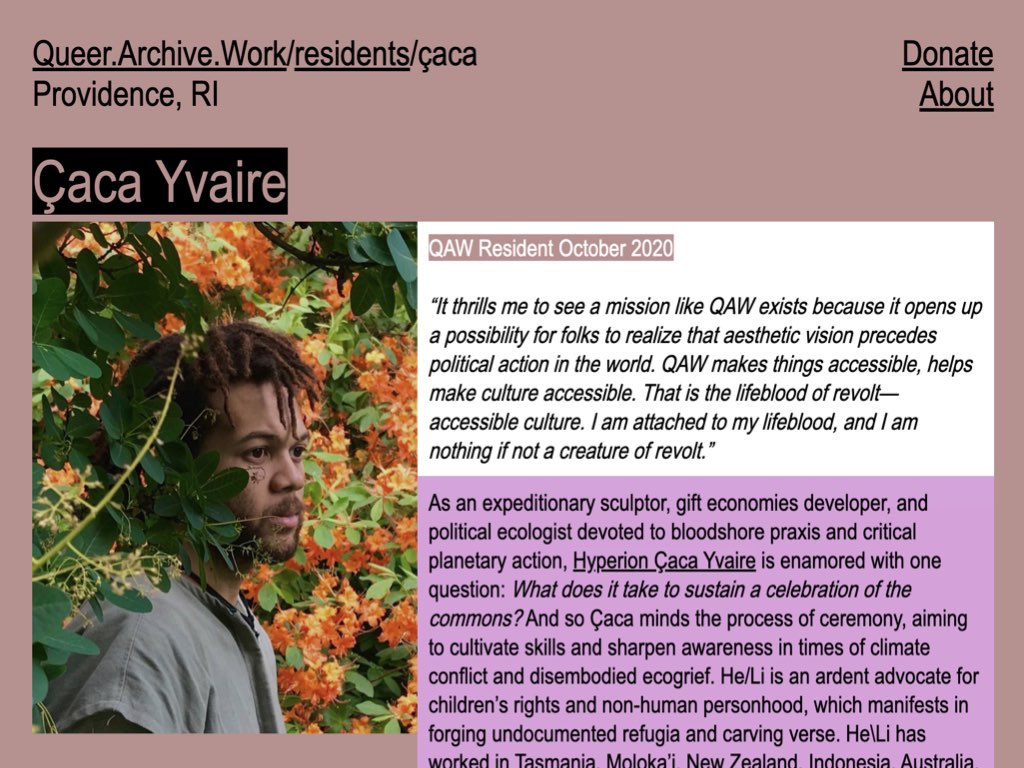 Queer.Archive.Work/residents/çaca
Providence, RI
Donate
About
Çaca Yvaire
QAW Resident October 2020
“It thrills me to see a mission like QAW exists because it opens up
a possibility for folks to realize that aesthetic vision precedes
political action in the world. QAW makes things accessible, helps
make culture accessible. That is the lifeblood of revolt—
accessible culture. I am attached to my lifeblood, and I am
nothing if not a creature of revolt.”
As an expeditionary sculptor, gift economies developer, and
political ecologist devoted to bloodshore praxis and critical
planetary action, Hyperion Çaca Yvaire is enamored with one
question: What does it take to sustain a celebration of the
commons? And so Çaca minds the process of ceremony, aiming
to cultivate skills and sharpen awareness in times of climate
conflict and disembodied ecogrief. He/Li is an ardent advocate for
children’s rights and non-human personhood, which manifests in
forging undocumented refugia and carving verse. He\Li has
worked in Tasmania, Moloka’i, New Zealand, Indonesia, Australia,